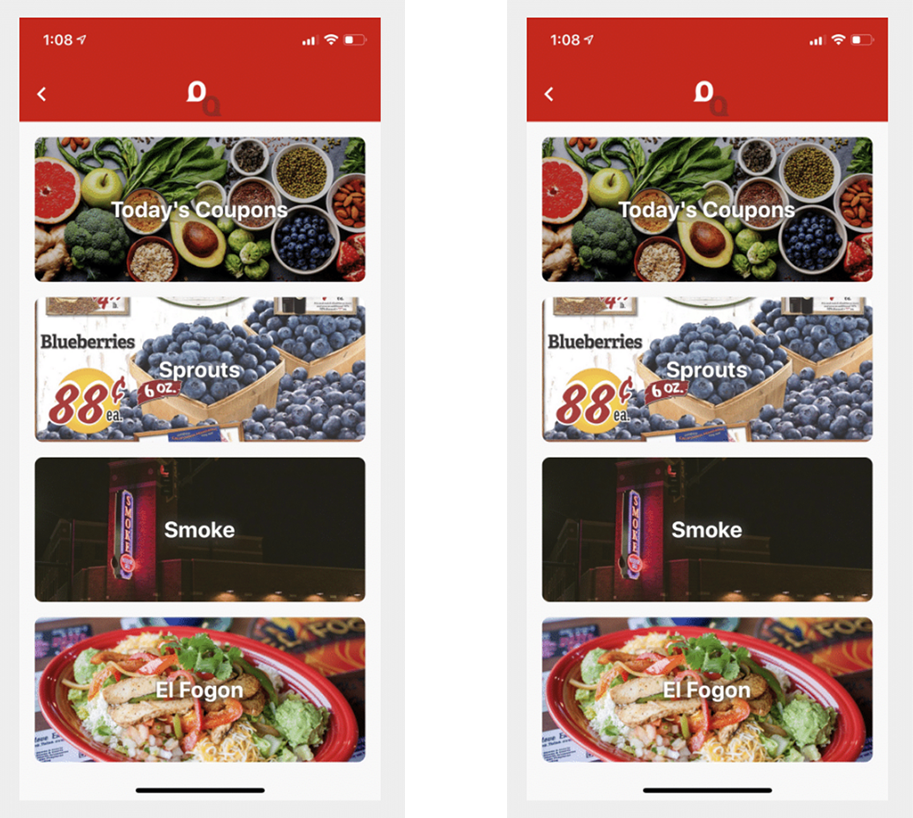 1:08
Today's Coupons
Blueberries
Sprouts
6 oz.
88¢
ea.
SMOKE
Smoke
El Fogon
1:08
Today's Coupons
Blueberries
Sprouts
6 oz.
88¢
ea.
SMOKE
Smoke
El Fogon